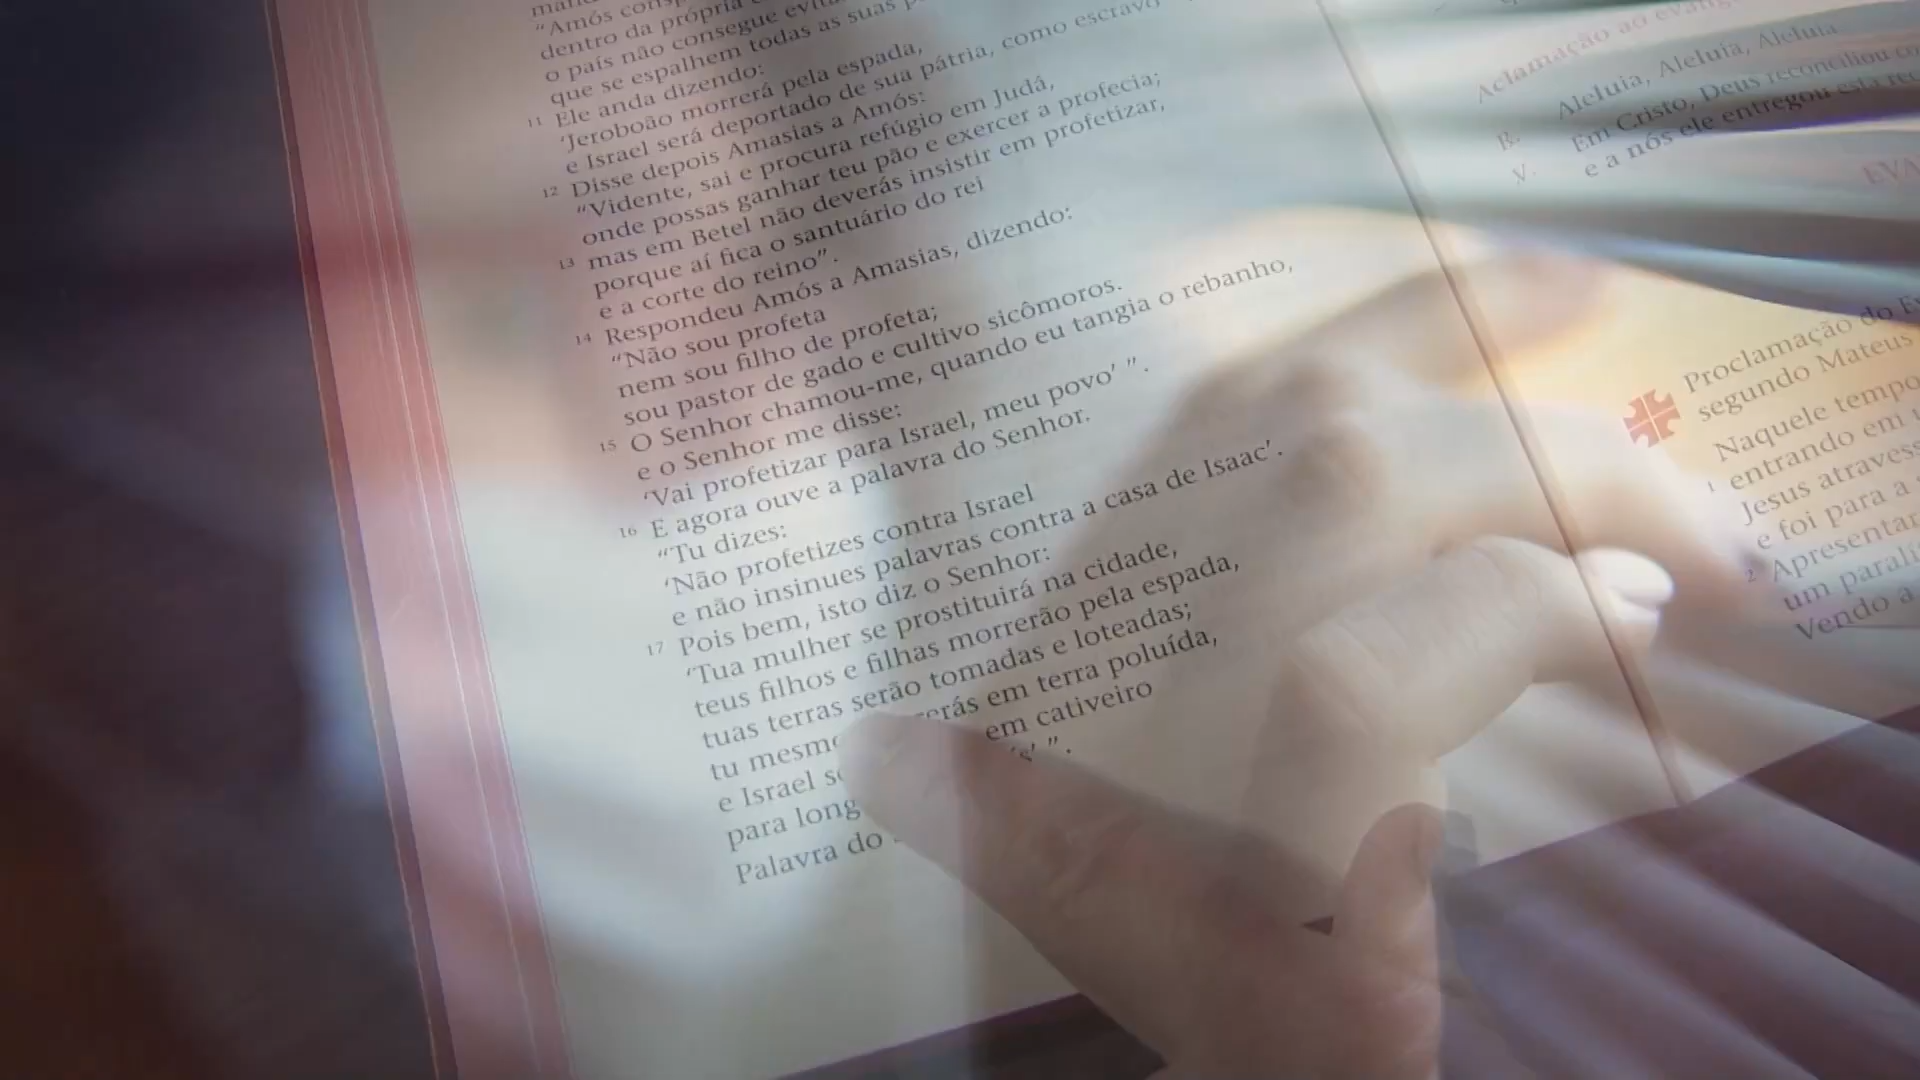 “Amós
dentro da própria
o país não consegue
que se espalhem todas as suas
11 Ele anda dizendo:
‘Jeroboão morrerá pela espada,
e Israel será deportado de sua pátria, como escravo
12 Disse depois Amasias a Amós:
“Vidente, sai e procura refúgio em Judá,
onde possas ganhar teu pão e exercer a profecia;
13 mas em Betel não deverás insistir em profetizar,
porque aí fica o santuário do rei
e a corte do reino”.
14 Respondeu Amós a Amasias, dizendo:
“Não sou profeta
nem sou filho de profeta;
sou pastor de gado e cultivo sicômoros.
15 O Senhor chamou-me, quando eu tangia o rebanho,
e o Senhor me disse:
‘Vai profetizar para Israel, meu povo’ ”.
16 E agora ouve a palavra do Senhor.
“Tu dizes:
‘Não profetizes contra Israel
e não insinues palavras contra a casa de Isaac’.
17 Pois bem, isto diz o Senhor:
‘Tua mulher se prostituirá na cidade,
teus filhos e filhas morrerão pela espada,
tuas terras serão tomadas e loteadas;
tu mesmo em terra poluída,
e Israel em cativeiro
para
Palavra do
Aclamação ao
R. Aleluia, Aleluia, Aleluia
V. Em Cristo, Deus reconciliou
e a nós ele entregou esta
Proclamação do
segundo Mateus
Naquele tempo
1 entrando em
Jesus
e foi para a
2
um
Vendo a